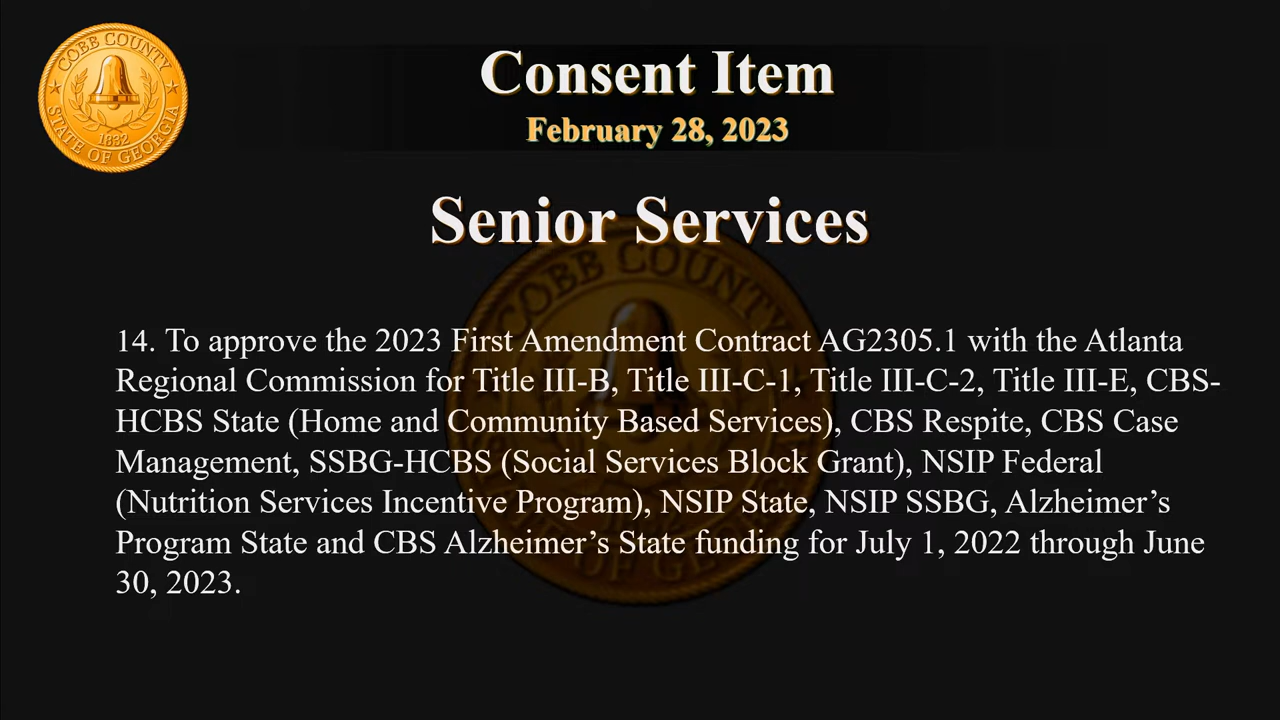 COBB COUNTY
1832
STATE OF GEORGIA
Consent Item
February 28, 2023
Senior Services
COBB COUNTY
14. To approve the 2023 First Amendment Contract AG2305.1 with the Atlanta
Regional Commission for Title III-B, Title III-C-1, Title III-C-2, Title III-E, CBS-
HCBS State (Home and Community Based Services), CBS Respite, CBS Case
Management, SSBG-HCBS (Social Services Block Grant), NSIP Federal
(Nutrition Services Incentive Program), NSIP State, NSIP SSBG, Alzheimer’s
Program State and CBS Alzheimer’s State funding for July 1, 2022 through June
30, 2023.